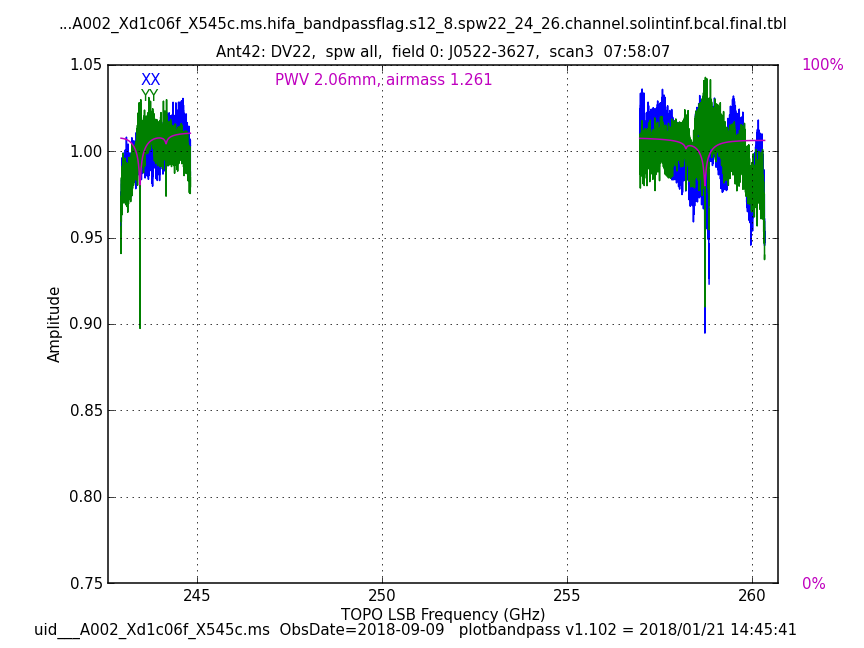 ...A002_Xd1c06f_X545c.ms.hifa_bandpassflag.s12_8.spw22_24_26.channel.solintinf.bcal.final.tbl
Ant42: DV22,  spw all,  field 0: J0522-3627,  scan3  07:58:07
1.05
XX
PWV 2.06mm, airmass 1.261
100%
YY
1.00
0.95
0.90
Amplitude
0.85
0.80
0.75
0%
245
250
255
260
TOPO LSB Frequency (GHz)
uid___A002_Xd1c06f_X545c.ms  ObsDate=2018-09-09   plotbandpass v1.102 = 2018/01/21 14:45:41